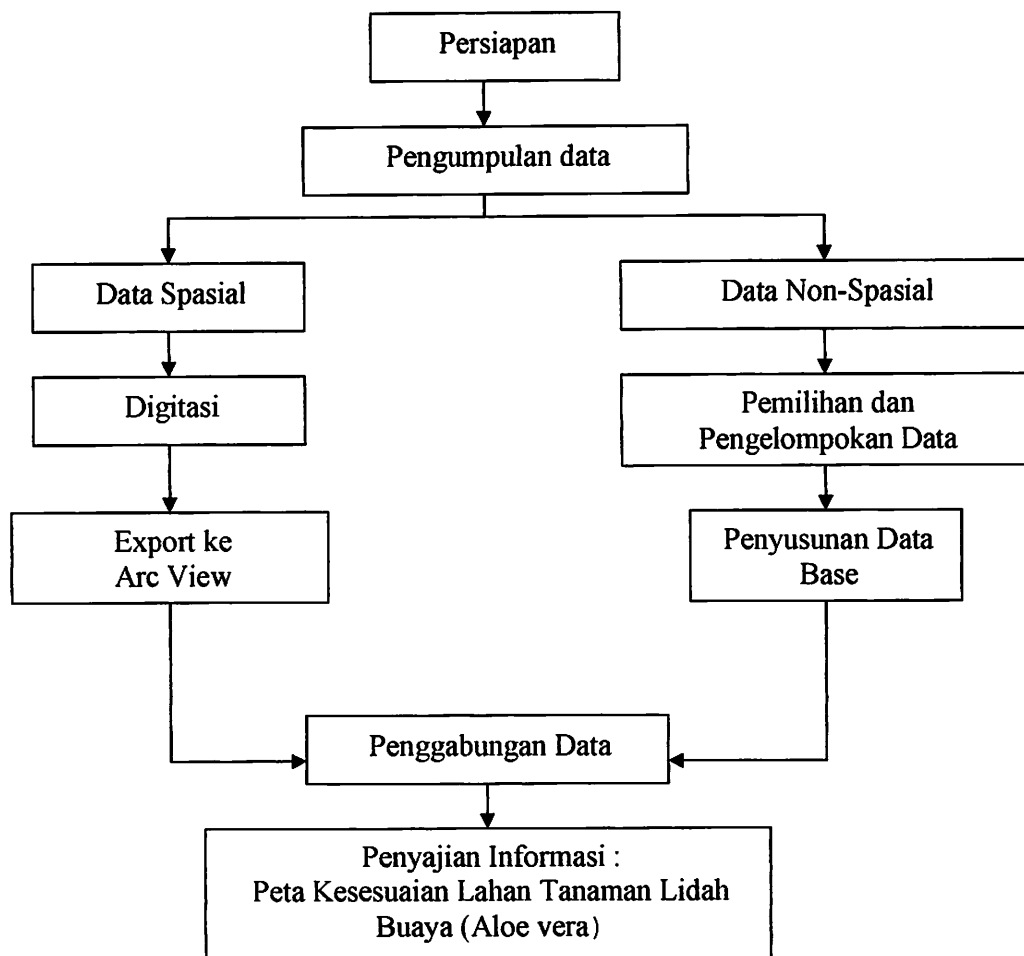 Persiapan
Pengumpulan data
Data Spasial
Data Non-Spasial
Digitasi
Pemilihan dan
Pengelompokan Data
Export ke
Arc View
Penyusunan Data
Base
Penggabungan Data
Penyajian Informasi :
Peta Kesesuaian Lahan Tanaman Lidah
Buaya (Aloe vera)